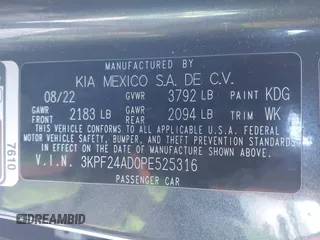 MANUFACTURED BY
KIA MEXICO S.A. DE C.V.
08/22 GVWR 3792 LB PAINT KDG
GAWR FRONT 2183 LB GAWR REAR 2094 LB TRIM WK
THIS VEHICLE CONFORMS TO ALL APPLICABLE
U.S. FEDERAL MOTOR VEHICLE
SAFETY, BUMPER, AND THEFT PREVENTION
STANDARDS IN EFFECT ON THE DATE OF
MANUFACTURE SHOWN ABOVE.
V.I.N. 3KPF24AD0PE525316
PASSENGER CAR
7610
DREAMBID